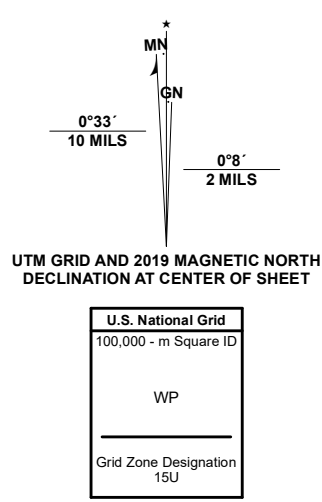 MN
GN
0°33´
10 MILS
0°8´
2 MILS
UTM GRID AND 2019 MAGNETIC NORTH
DECLINATION AT CENTER OF SHEET
U.S. National Grid
100,000 - m Square ID
WP
Grid Zone Designation
15U